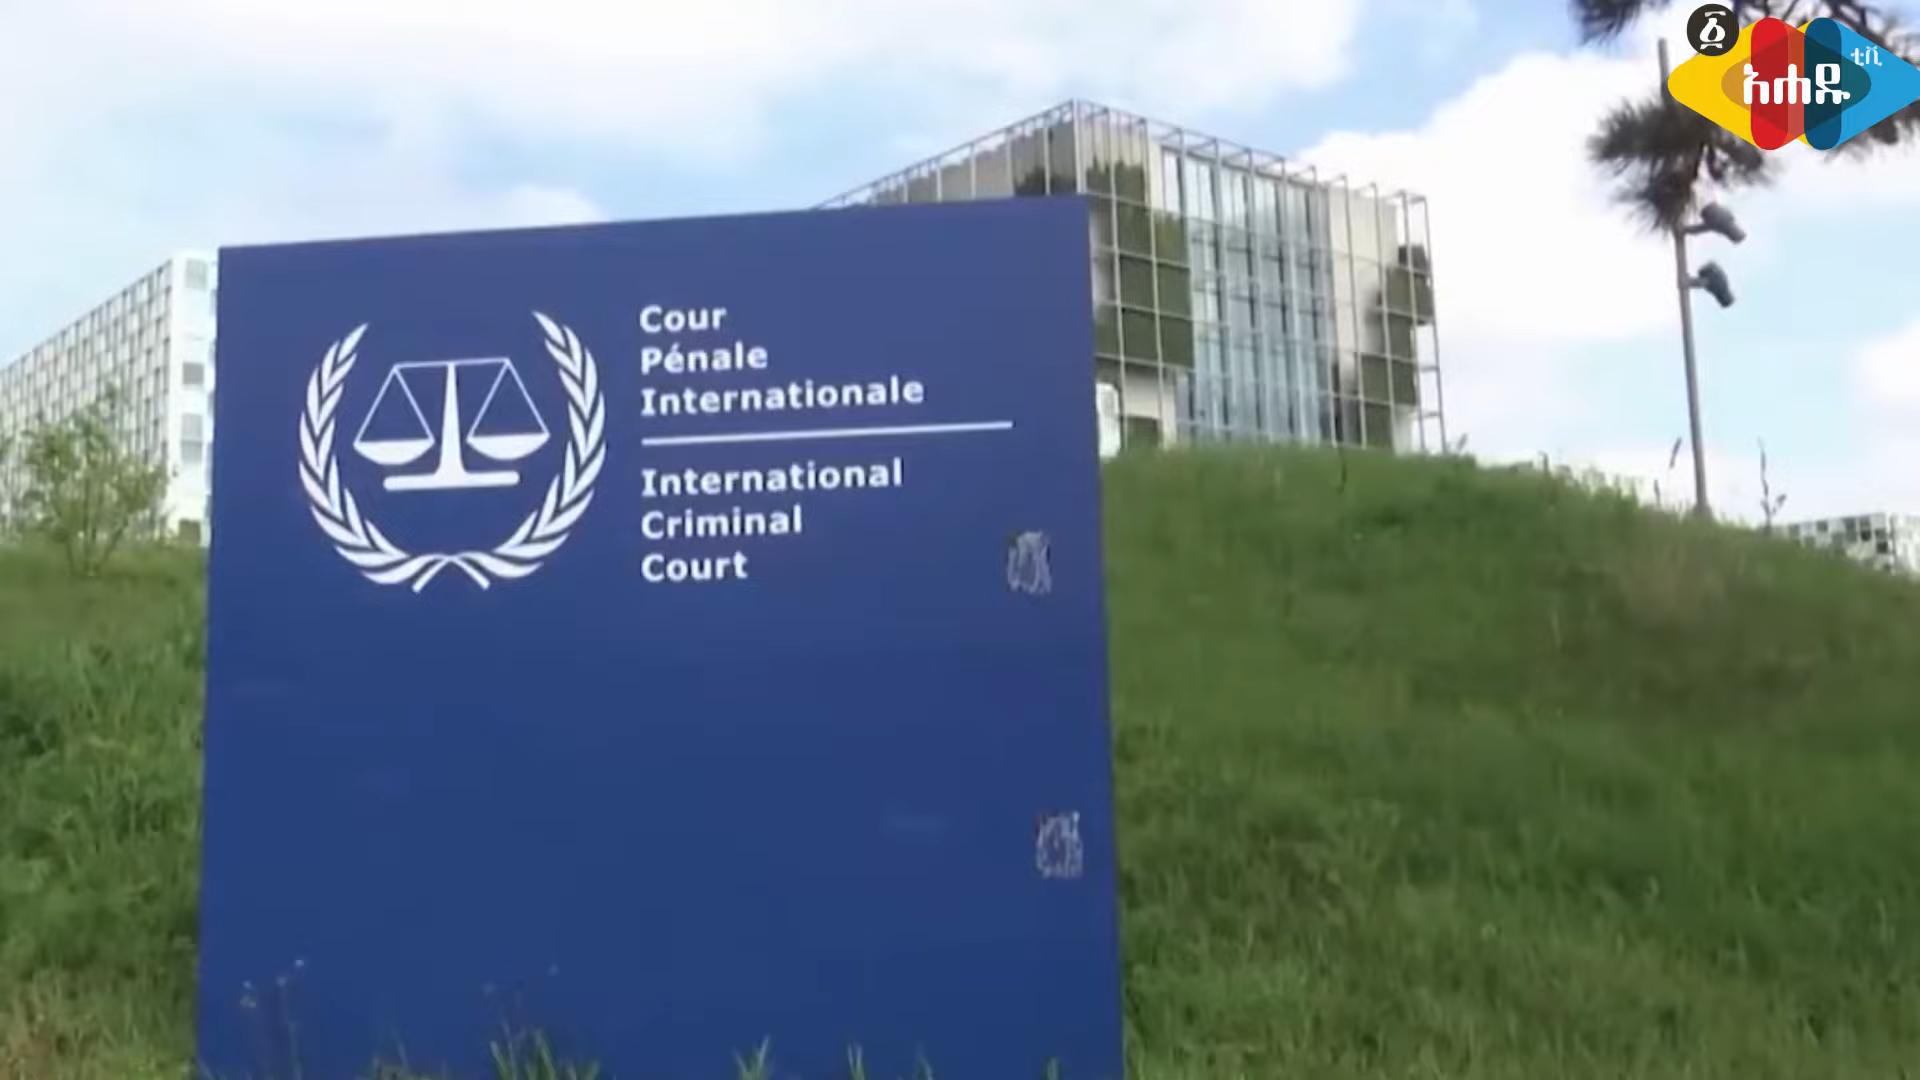 Cour
Pénale
Internationale
International
Criminal
Court
አሐዱ
ቲቪ